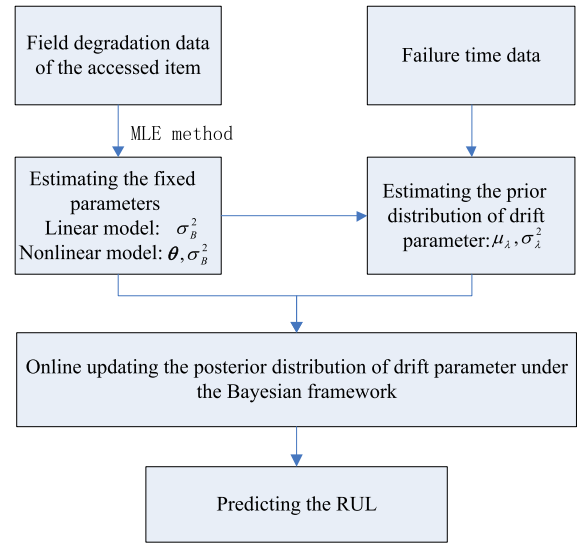 Field degradation data
of the accessed item
Failure time data
MLE method
Estimating the fixed
parameters
Linear model: σ_B^2
Nonlinear model: θ, σ_B^2
Estimating the prior
distribution of drift
parameter: μ_λ, σ_λ^2
Online updating the posterior distribution of drift parameter under
the Bayesian framework
Predicting the RUL